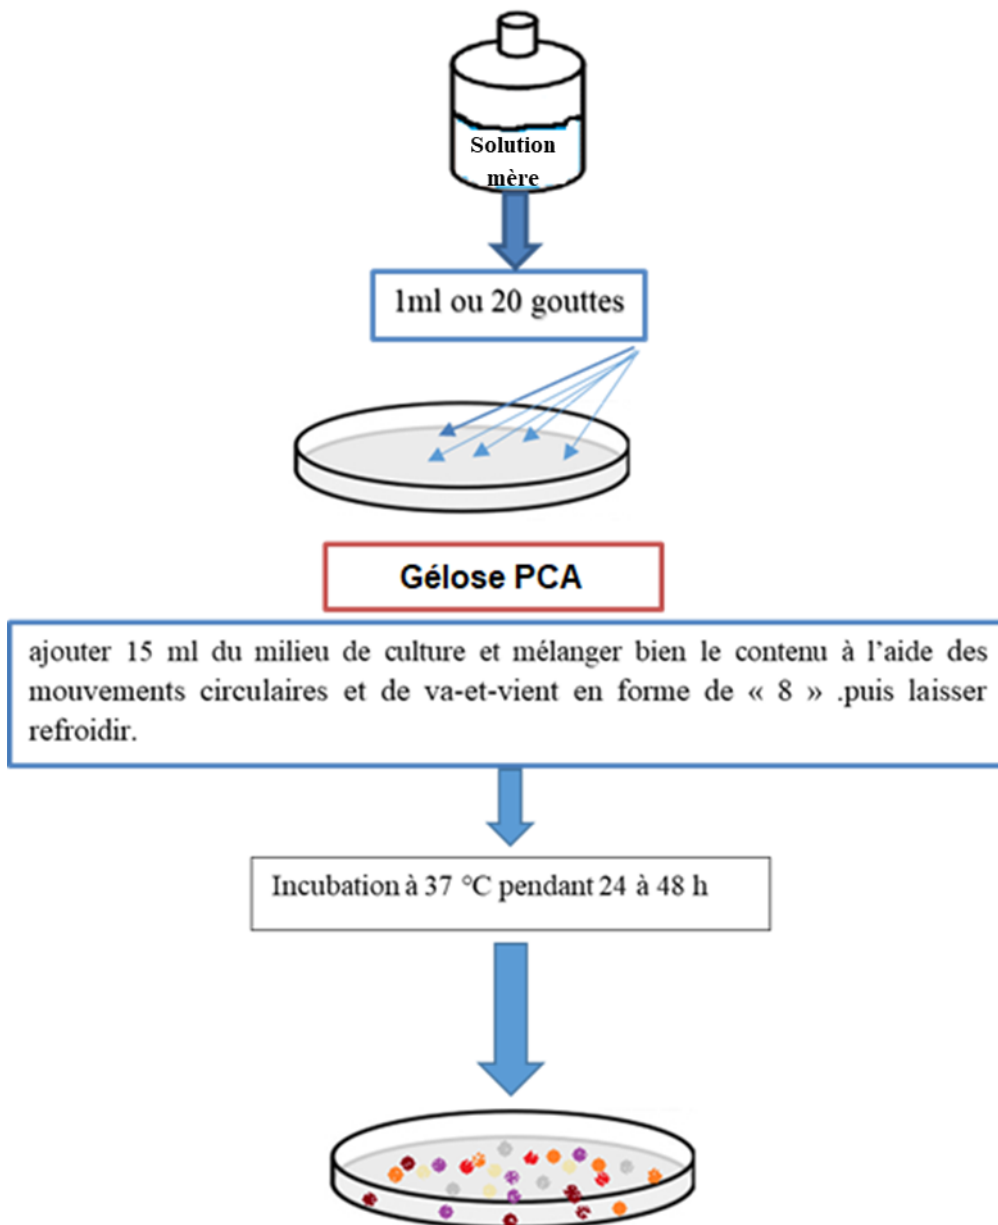 Solution
mère
1ml ou 20 gouttes
Gélose PCA
ajouter 15 ml du milieu de culture et mélanger bien le contenu à l’aide des
mouvements circulaires et de va-et-vient en forme de « 8 » .puis laisser
refroidir.
Incubation à 37 °C pendant 24 à 48 h